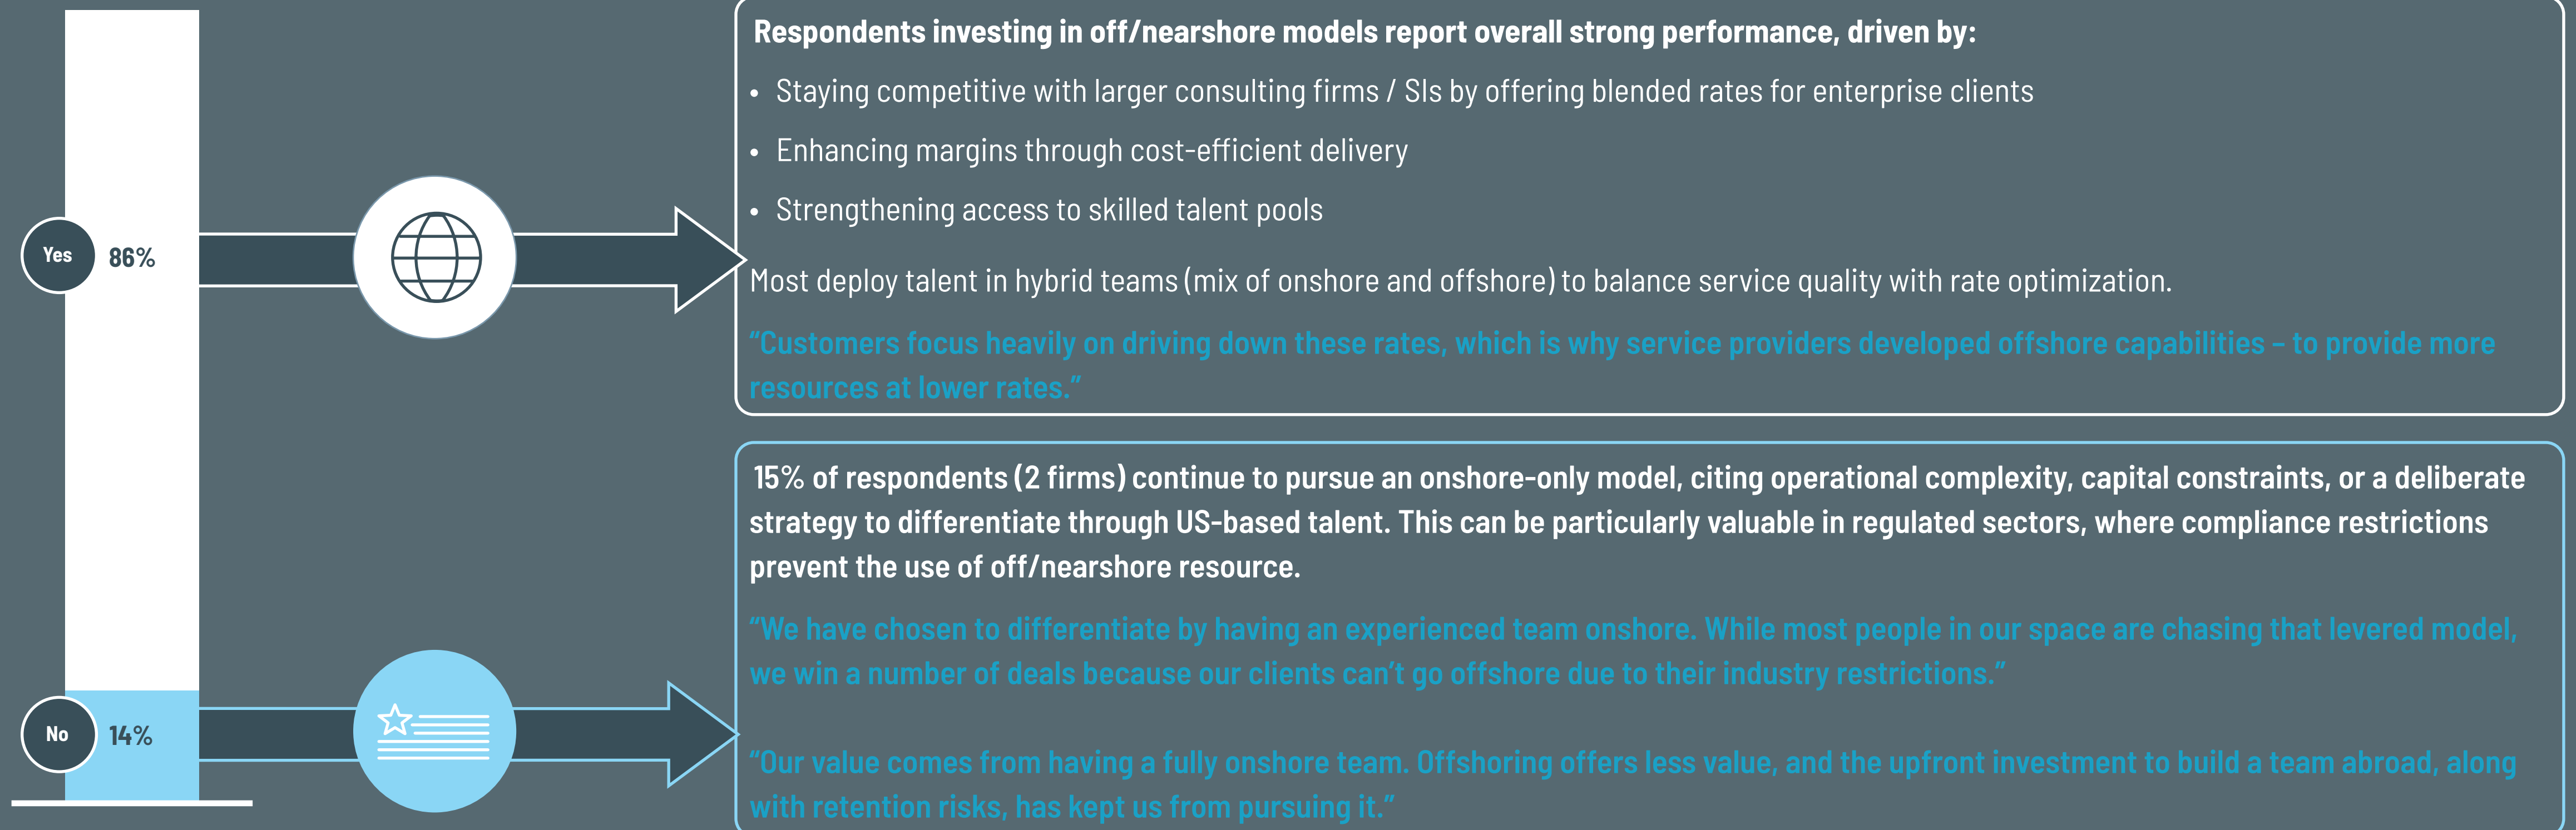 Respondents investing in off/nearshore models report overall strong performance, driven by:
• Staying competitive with larger consulting firms / SIs by offering blended rates for enterprise clients
• Enhancing margins through cost-efficient delivery
• Strengthening access to skilled talent pools
Yes 86%
Most deploy talent in hybrid teams (mix of onshore and offshore) to balance service quality with rate optimization.
“Customers focus heavily on driving down these rates, which is why service providers developed offshore capabilities – to provide more
resources at lower rates.”
15% of respondents (2 firms) continue to pursue an onshore-only model, citing operational complexity, capital constraints, or a deliberate
strategy to differentiate through US-based talent. This can be particularly valuable in regulated sectors, where compliance restrictions
prevent the use of off/nearshore resource.
“We have chosen to differentiate by having an experienced team onshore. While most people in our space are chasing that levered model,
we win a number of deals because our clients can’t go offshore due to their industry restrictions.”
No 14%
“Our value comes from having a fully onshore team. Offshoring offers less value, and the upfront investment to build a team abroad, along
with retention risks, has kept us from pursuing it.”